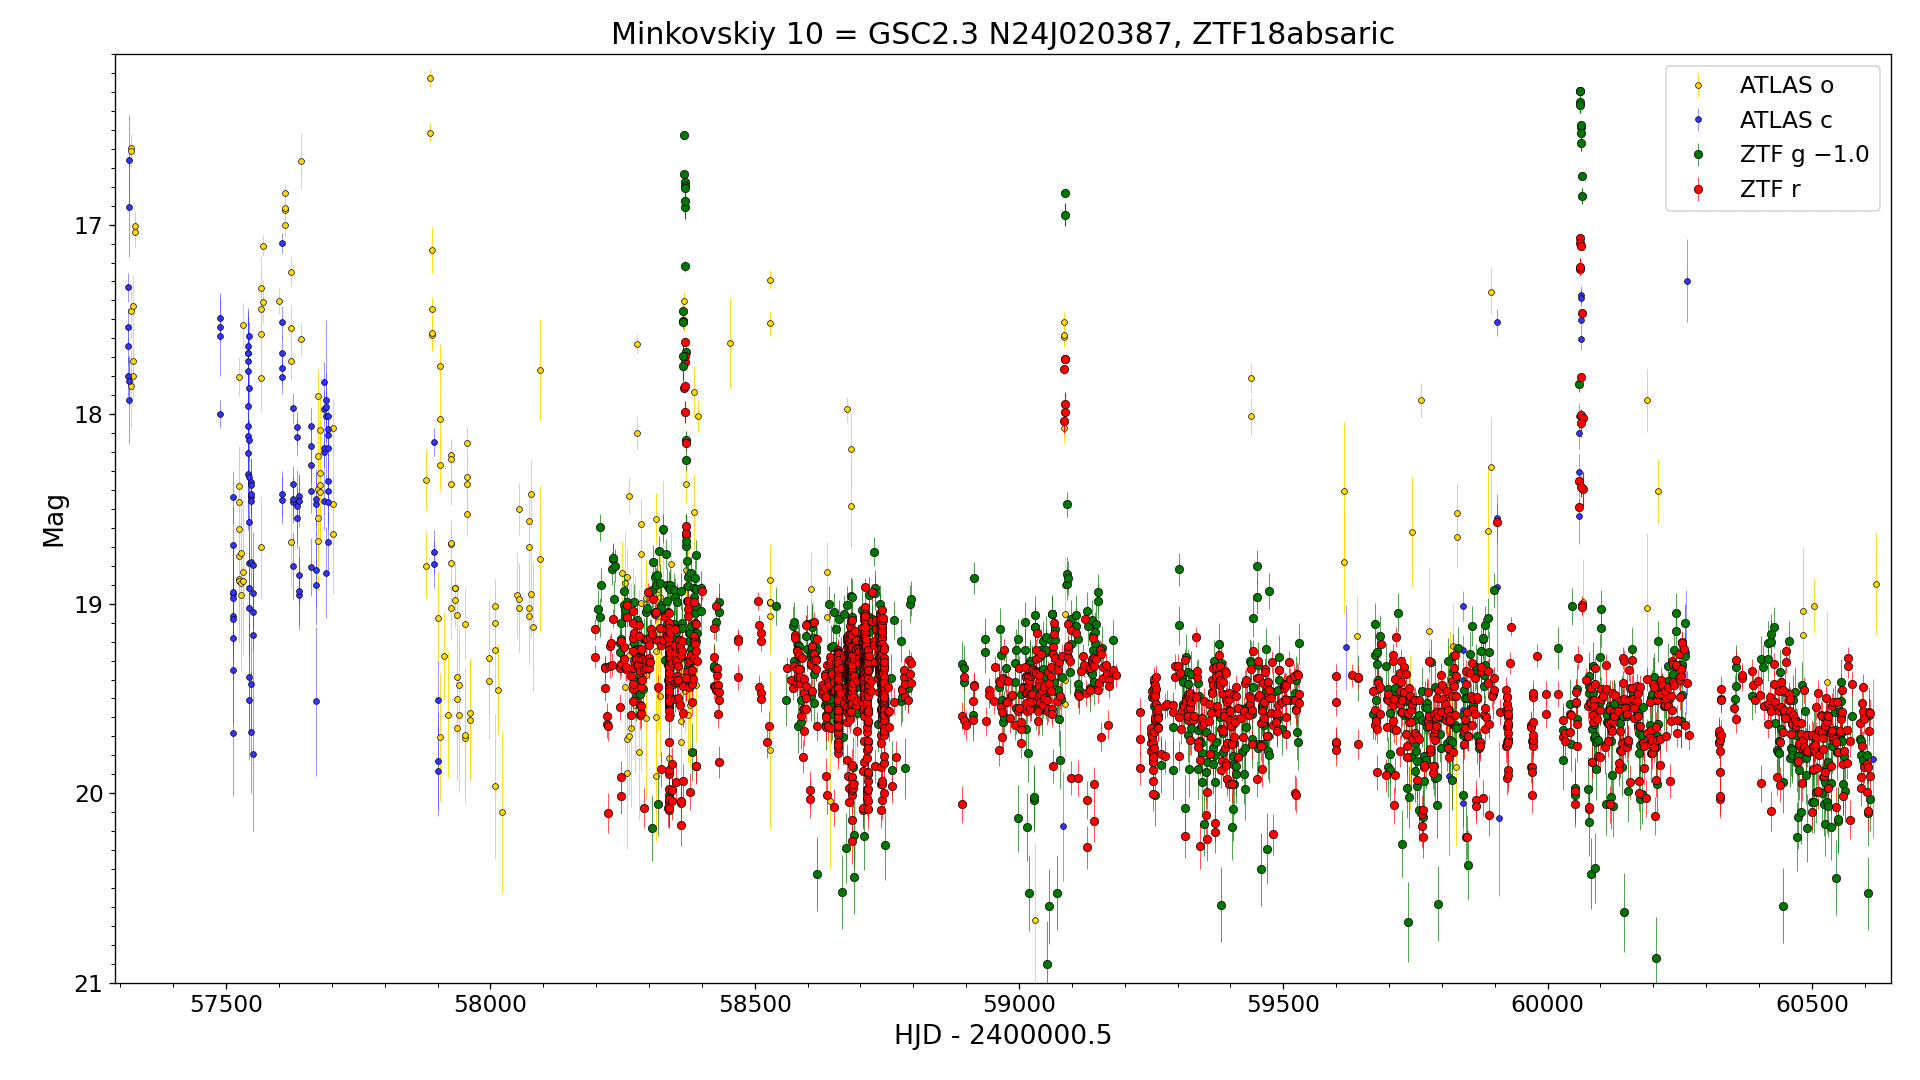 Minkovskiy 10 = GSC2.3 N24J020387, ZTF18absaric
ATLAS o
ATLAS c
ZTF g −1.0
ZTF r
Mag
17
18
19
20
21
57500 58000 58500 59000 59500 60000 60500
HJD - 2400000.5